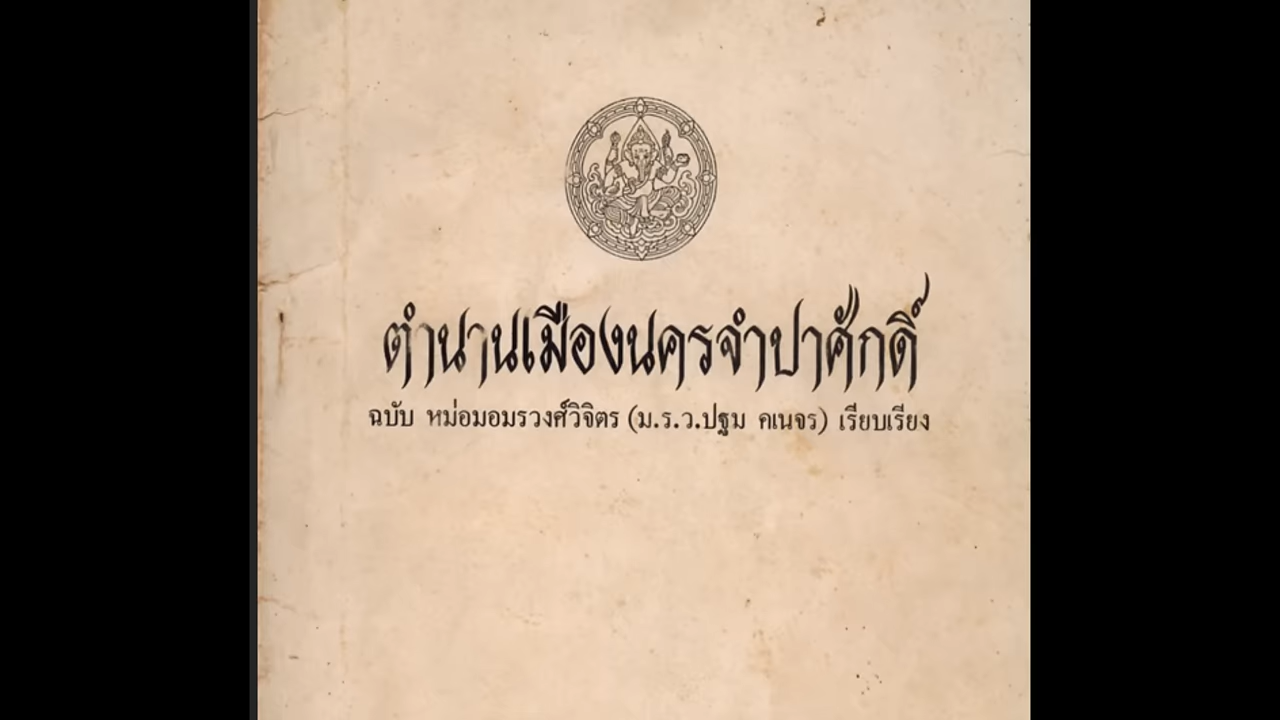 ตำนานเมืองนครจำปาศักดิ์
ฉบับ หม่อมอมรวงศ์วิจิตร (ม.ร.ว.ปฐม คเนจร) เรียบเรียง